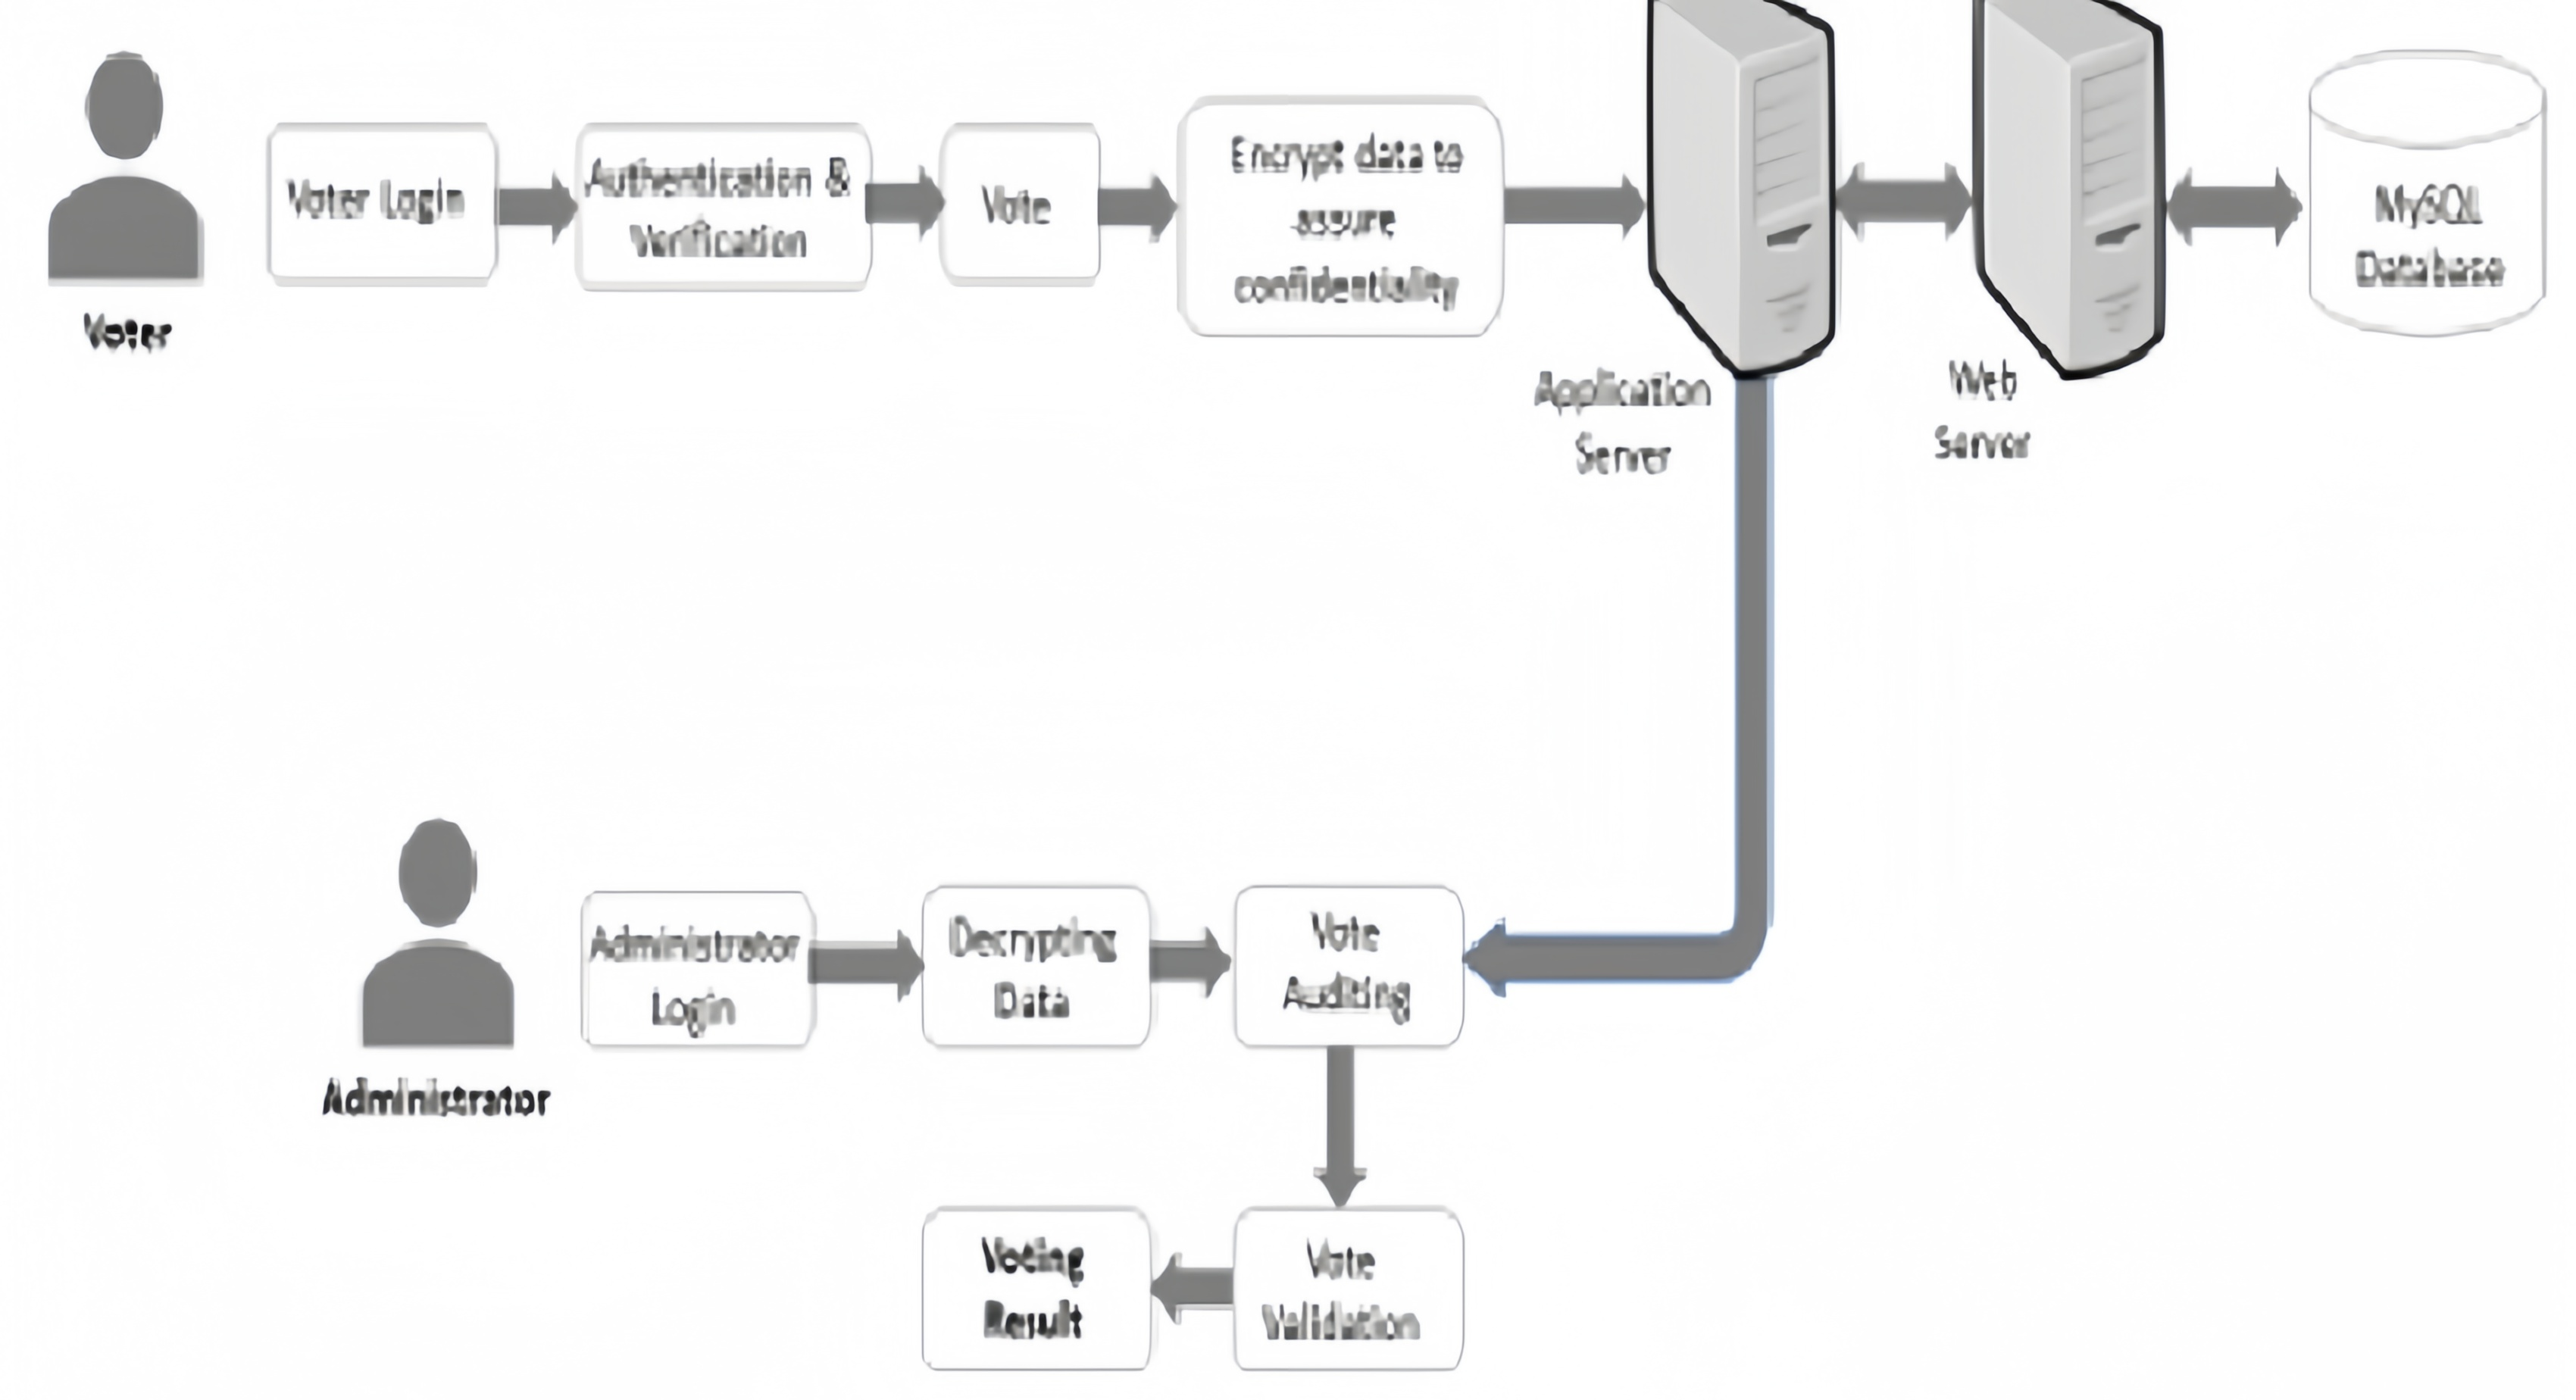 Voter Login
Authentication &
Verification
Vote
Encrypt data to
assure
confidentiality
MySQL
Database
Voter
Application
Server
Web
Server
Administrator
Login
Decrypting
Data
Vote
Auditing
Administrator
Voting
Result
Vote
Validation